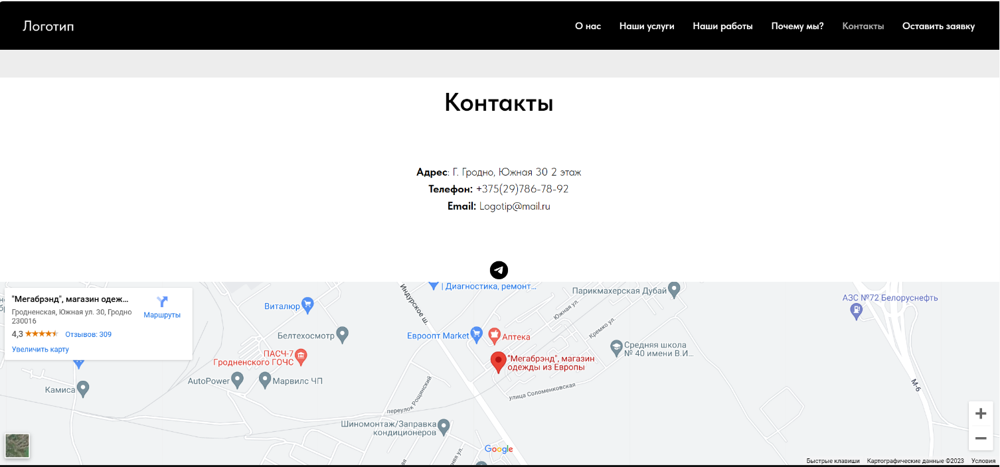 Логотип
О нас Наши услуги Наши работы Почему мы? Контакты Оставить заявку
Контакты
Адрес: Г. Гродно, Южная 30 2 этаж
Телефон: +375(29)786-78-92
Email: Logotip@mail.ru
"Мегабрэнд", магазин одеж...
Гродненская, Южная ул. 30, Гродно
230016
Маршруты
4,3 Отзывов: 309
Увеличить карту
Индурское ш.
| Диагностика, ремонт...
Парикмахерская Дубай
АЗС №72 Белоруснефть
Виталюр
Южная ул.
Кремко ул.
Белтехосмотр
Евроопт Market
Аптека
Средняя школа
№ 40 имени В.И...
ПАСЧ-7
Гродненского ГОЧС
"Мегабрэнд", магазин
одежды из Европы
AutoPower
Марвилс ЧП
Камиса
улица Соломенковская
переулок Рощинский
М-6
Шиномонтаж/Заправка
кондиционеров
Google
Быстрые клавиши Картографические данные ©2023 Условия